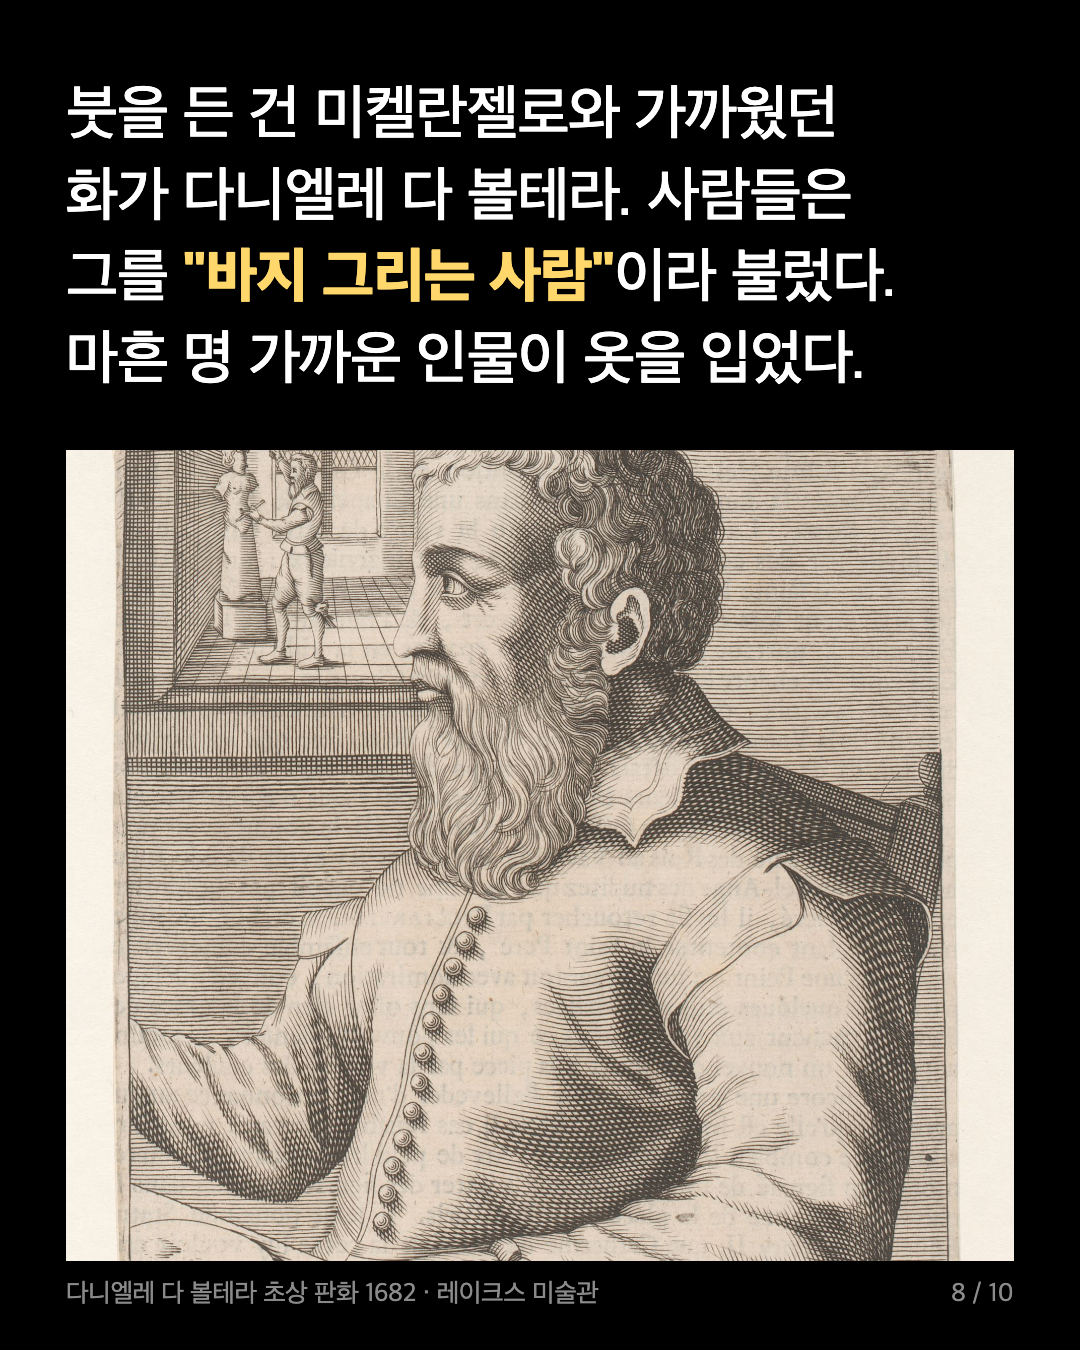 붓을 든 건 미켈란젤로와 가까웠던
화가 다니엘레 다 볼테라. 사람들은
그를 "바지 그리는 사람"이라 불렀다.
마흔 명 가까운 인물이 옷을 입었다.
다니엘레 다 볼테라 초상 판화 1682 · 레이크스 미술관
8 / 10